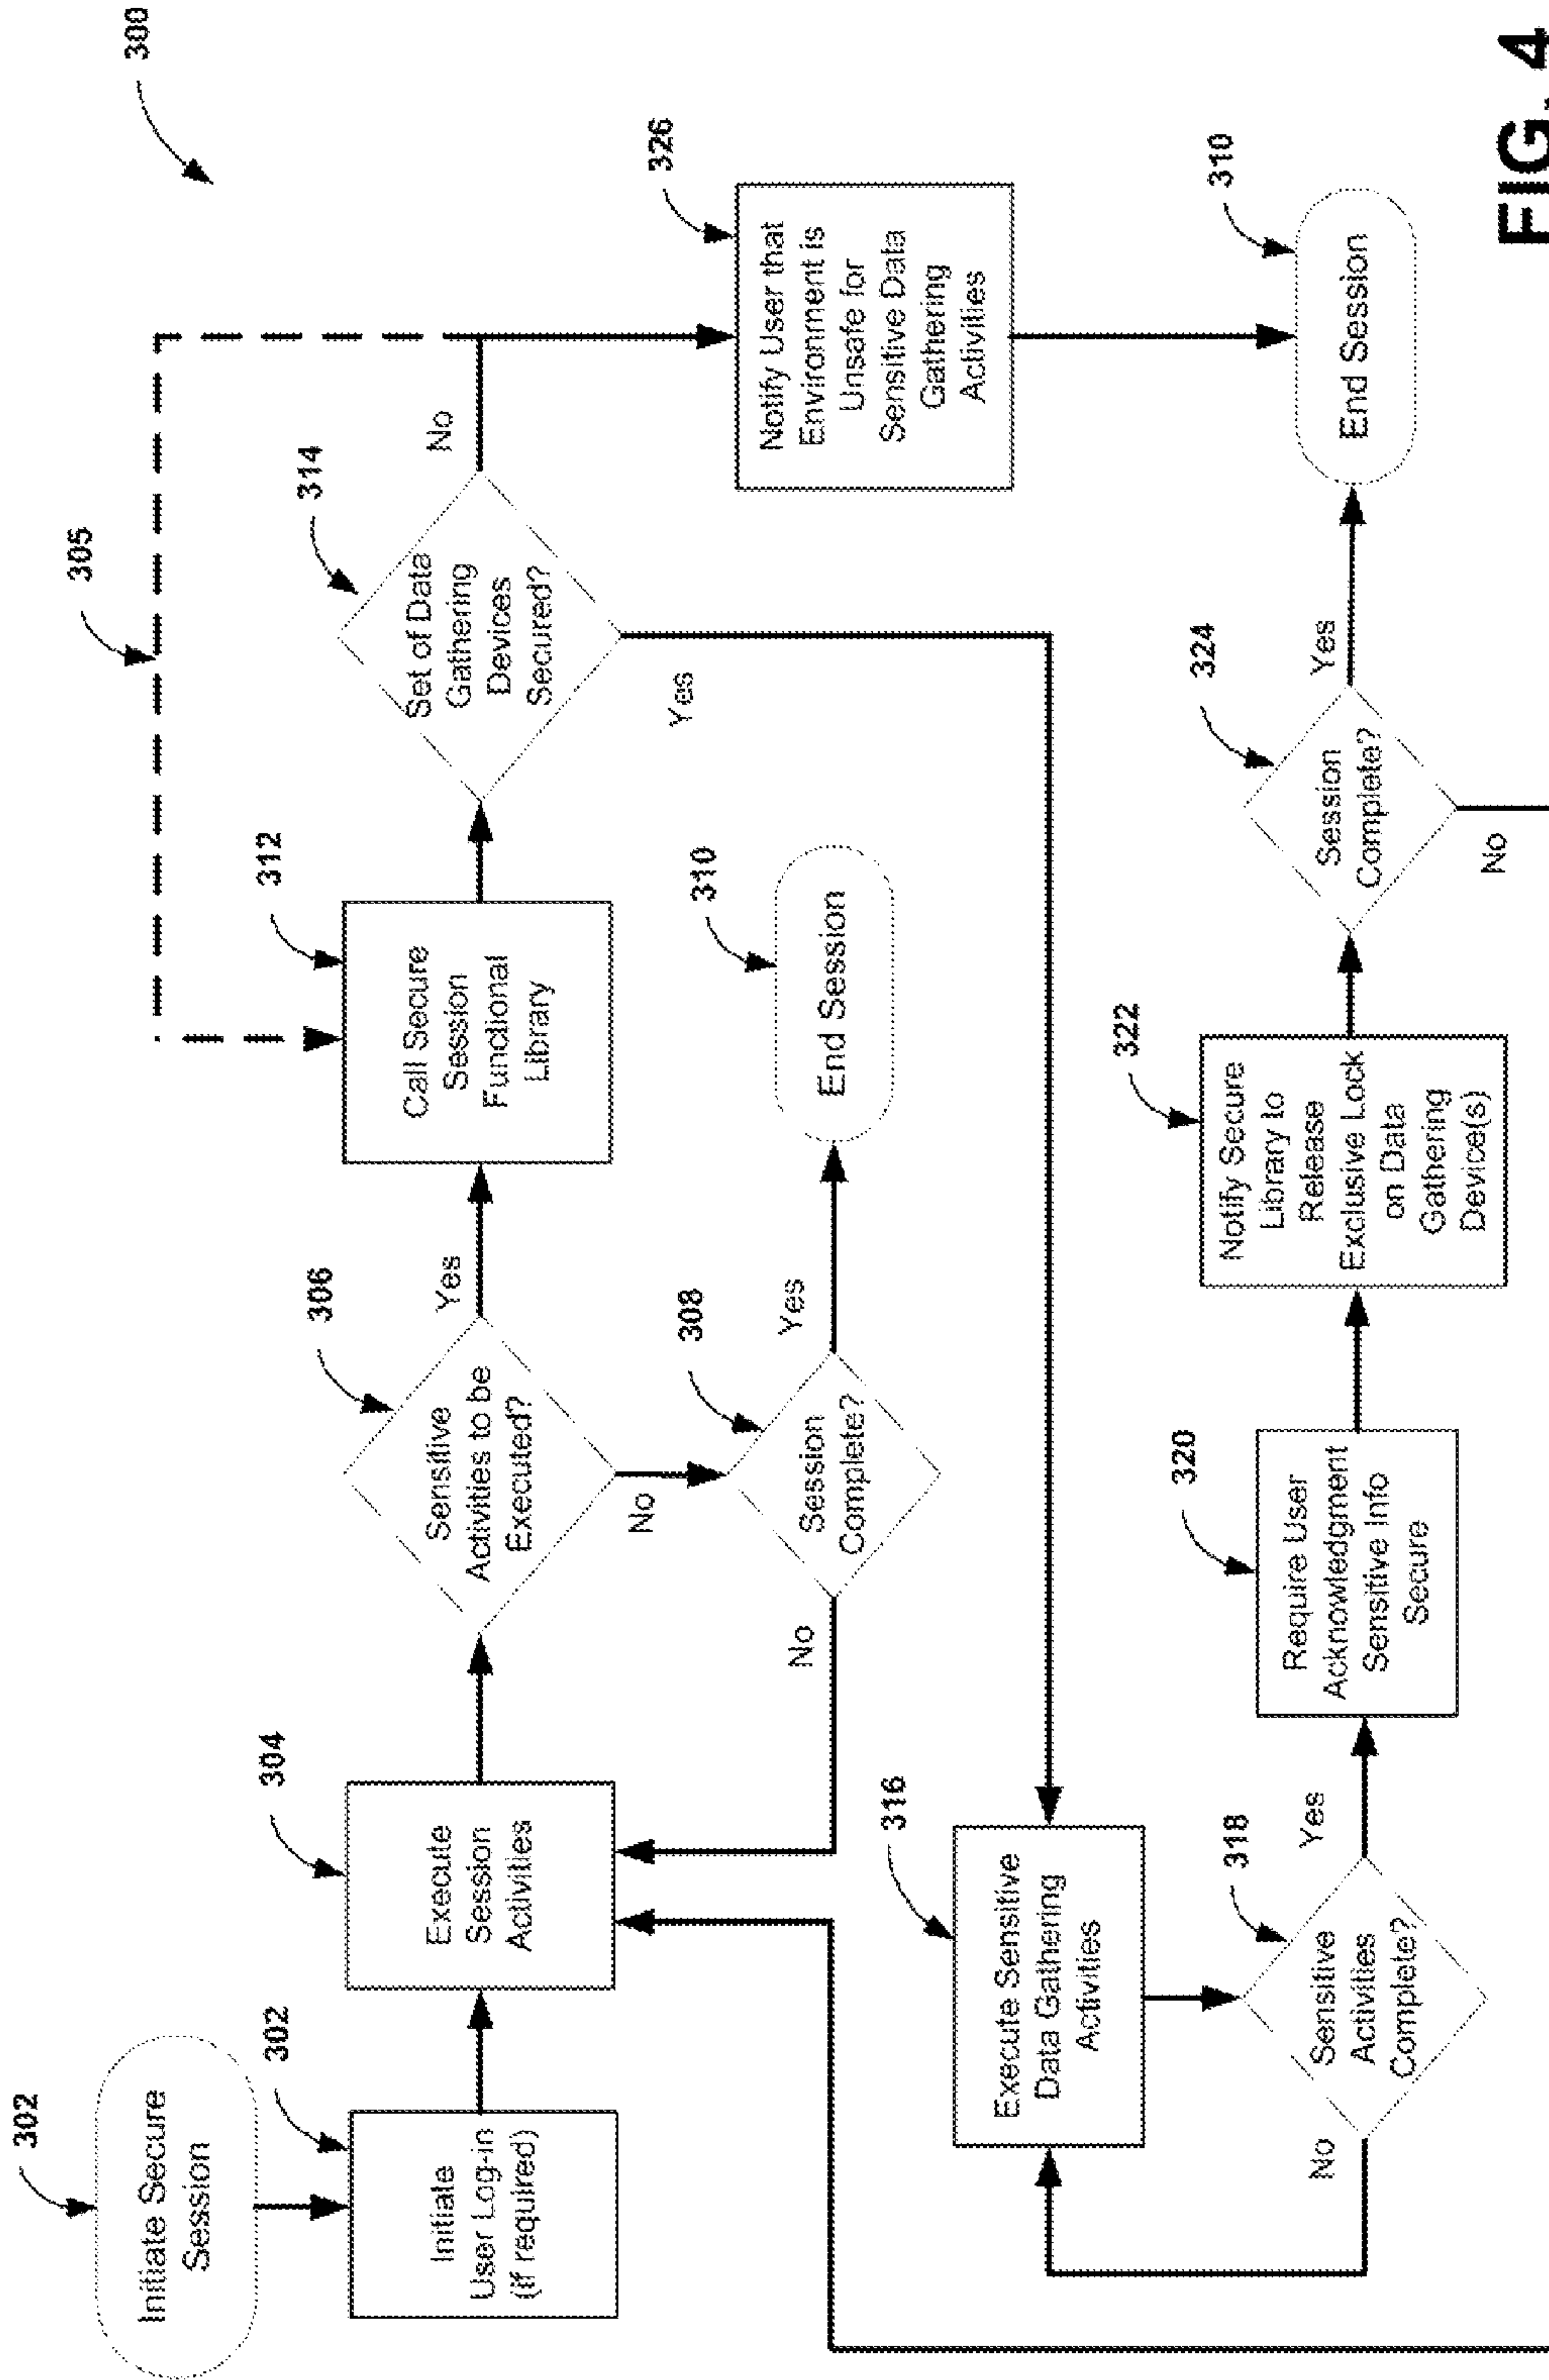 300
302
Initiate Secure
Session
302
Initiate
User Log-in
(if required)
304
Execute
Session
Activities
306
Sensitive
Activities to be
Executed?
Yes
No
308
Session
Complete?
Yes
No
310
End Session
312
Call Secure
Session
Functional
Library
305
314
Set of Data
Gathering
Devices
Secured?
No
Yes
326
Notify User that
Environment is
Unsafe for
Sensitive Data
Gathering
Activities
316
Execute Sensitive
Data Gathering
Activities
318
Sensitive
Activities
Complete?
No
Yes
320
Require User
Acknowledgment
Sensitive Info
Secure
322
Notify Secure
Library to
Release
Exclusive Lock
on Data
Gathering
Device(s)
324
Session
Complete?
Yes
No
310
End Session
FIG. 4